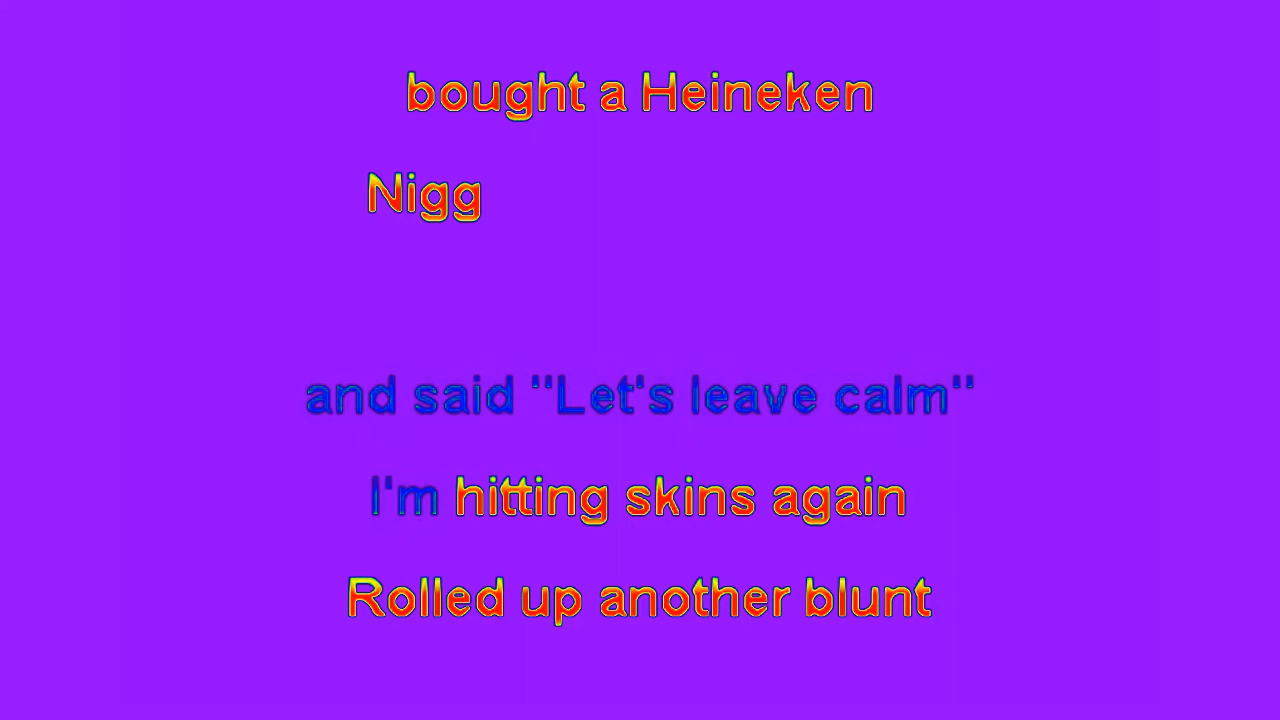 bought a Heineken
Nigg
and said "Let's leave calm"
I'm hitting skins again
Rolled up another blunt